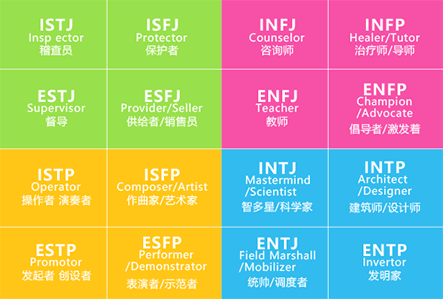 ISTJ
Insp ector
稽查员
ISFJ
Protector
保护者
INFJ
Counselor
咨询师
INFP
Healer/Tutor
治疗师/导师
ESTJ
Supervisor
督导
ESFJ
Provider/Seller
供给者/销售员
ENFJ
Teacher
教师
ENFP
Champion
/Advocate
倡导者/激发着
ISTP
Operator
操作者 演奏者
ISFP
Composer/Artist
作曲家/艺术家
INTJ
Mastermind
/Scientist
智多星/科学家
INTP
Architect
/Designer
建筑师/设计师
ESTP
Promotor
发起者 创设者
ESFP
Performer
/Demonstrator
表演者/示范者
ENTJ
Field Marshall
/Mobilizer
统帅/调度者
ENTP
Invertor
发明家